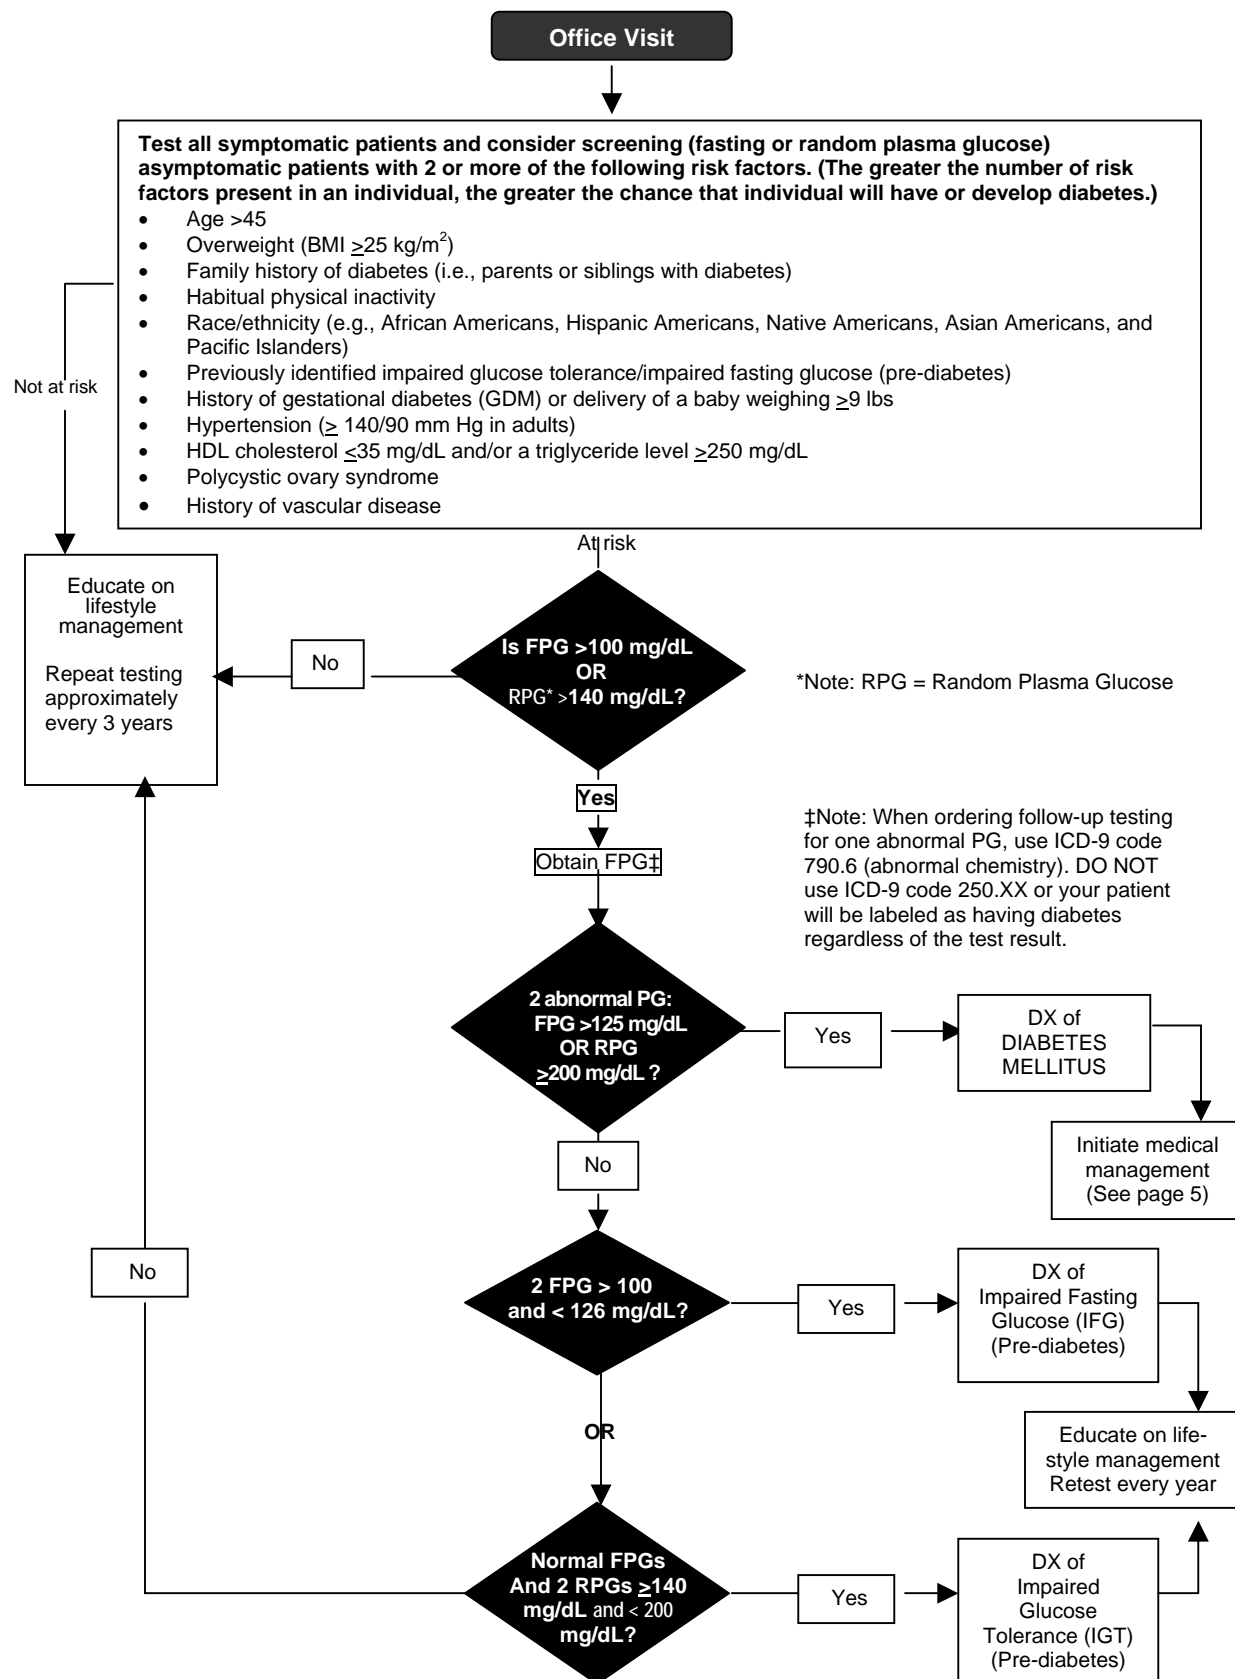 Office Visit
Test all symptomatic patients and consider screening (fasting or random plasma glucose)
asymptomatic patients with 2 or more of the following risk factors. (The greater the number of risk
factors present in an individual, the greater the chance that individual will have or develop diabetes.)
• Age >45
• Overweight (BMI ≥25 kg/m²)
• Family history of diabetes (i.e., parents or siblings with diabetes)
• Habitual physical inactivity
• Race/ethnicity (e.g., African Americans, Hispanic Americans, Native Americans, Asian Americans, and
Pacific Islanders)
• Previously identified impaired glucose tolerance/impaired fasting glucose (pre-diabetes)
• History of gestational diabetes (GDM) or delivery of a baby weighing ≥9 lbs
• Hypertension (≥ 140/90 mm Hg in adults)
• HDL cholesterol ≤35 mg/dL and/or a triglyceride level ≥250 mg/dL
• Polycystic ovary syndrome
• History of vascular disease
Not at risk
At risk
Educate on
lifestyle
management
Repeat testing
approximately
every 3 years
No
Is FPG >100 mg/dL
OR
RPG* >140 mg/dL?
*Note: RPG = Random Plasma Glucose
Yes
Obtain FPG‡
‡Note: When ordering follow-up testing
for one abnormal PG, use ICD-9 code
790.6 (abnormal chemistry). DO NOT
use ICD-9 code 250.XX or your patient
will be labeled as having diabetes
regardless of the test result.
2 abnormal PG:
FPG >125 mg/dL
OR RPG
≥200 mg/dL ?
Yes
DX of
DIABETES
MELLITUS
Initiate medical
management
(See page 5)
No
No
2 FPG > 100
and < 126 mg/dL?
Yes
DX of
Impaired Fasting
Glucose (IFG)
(Pre-diabetes)
OR
Educate on life-
style management
Retest every year
Normal FPGs
And 2 RPGs ≥140
mg/dL and < 200
mg/dL?
Yes
DX of
Impaired
Glucose
Tolerance (IGT)
(Pre-diabetes)